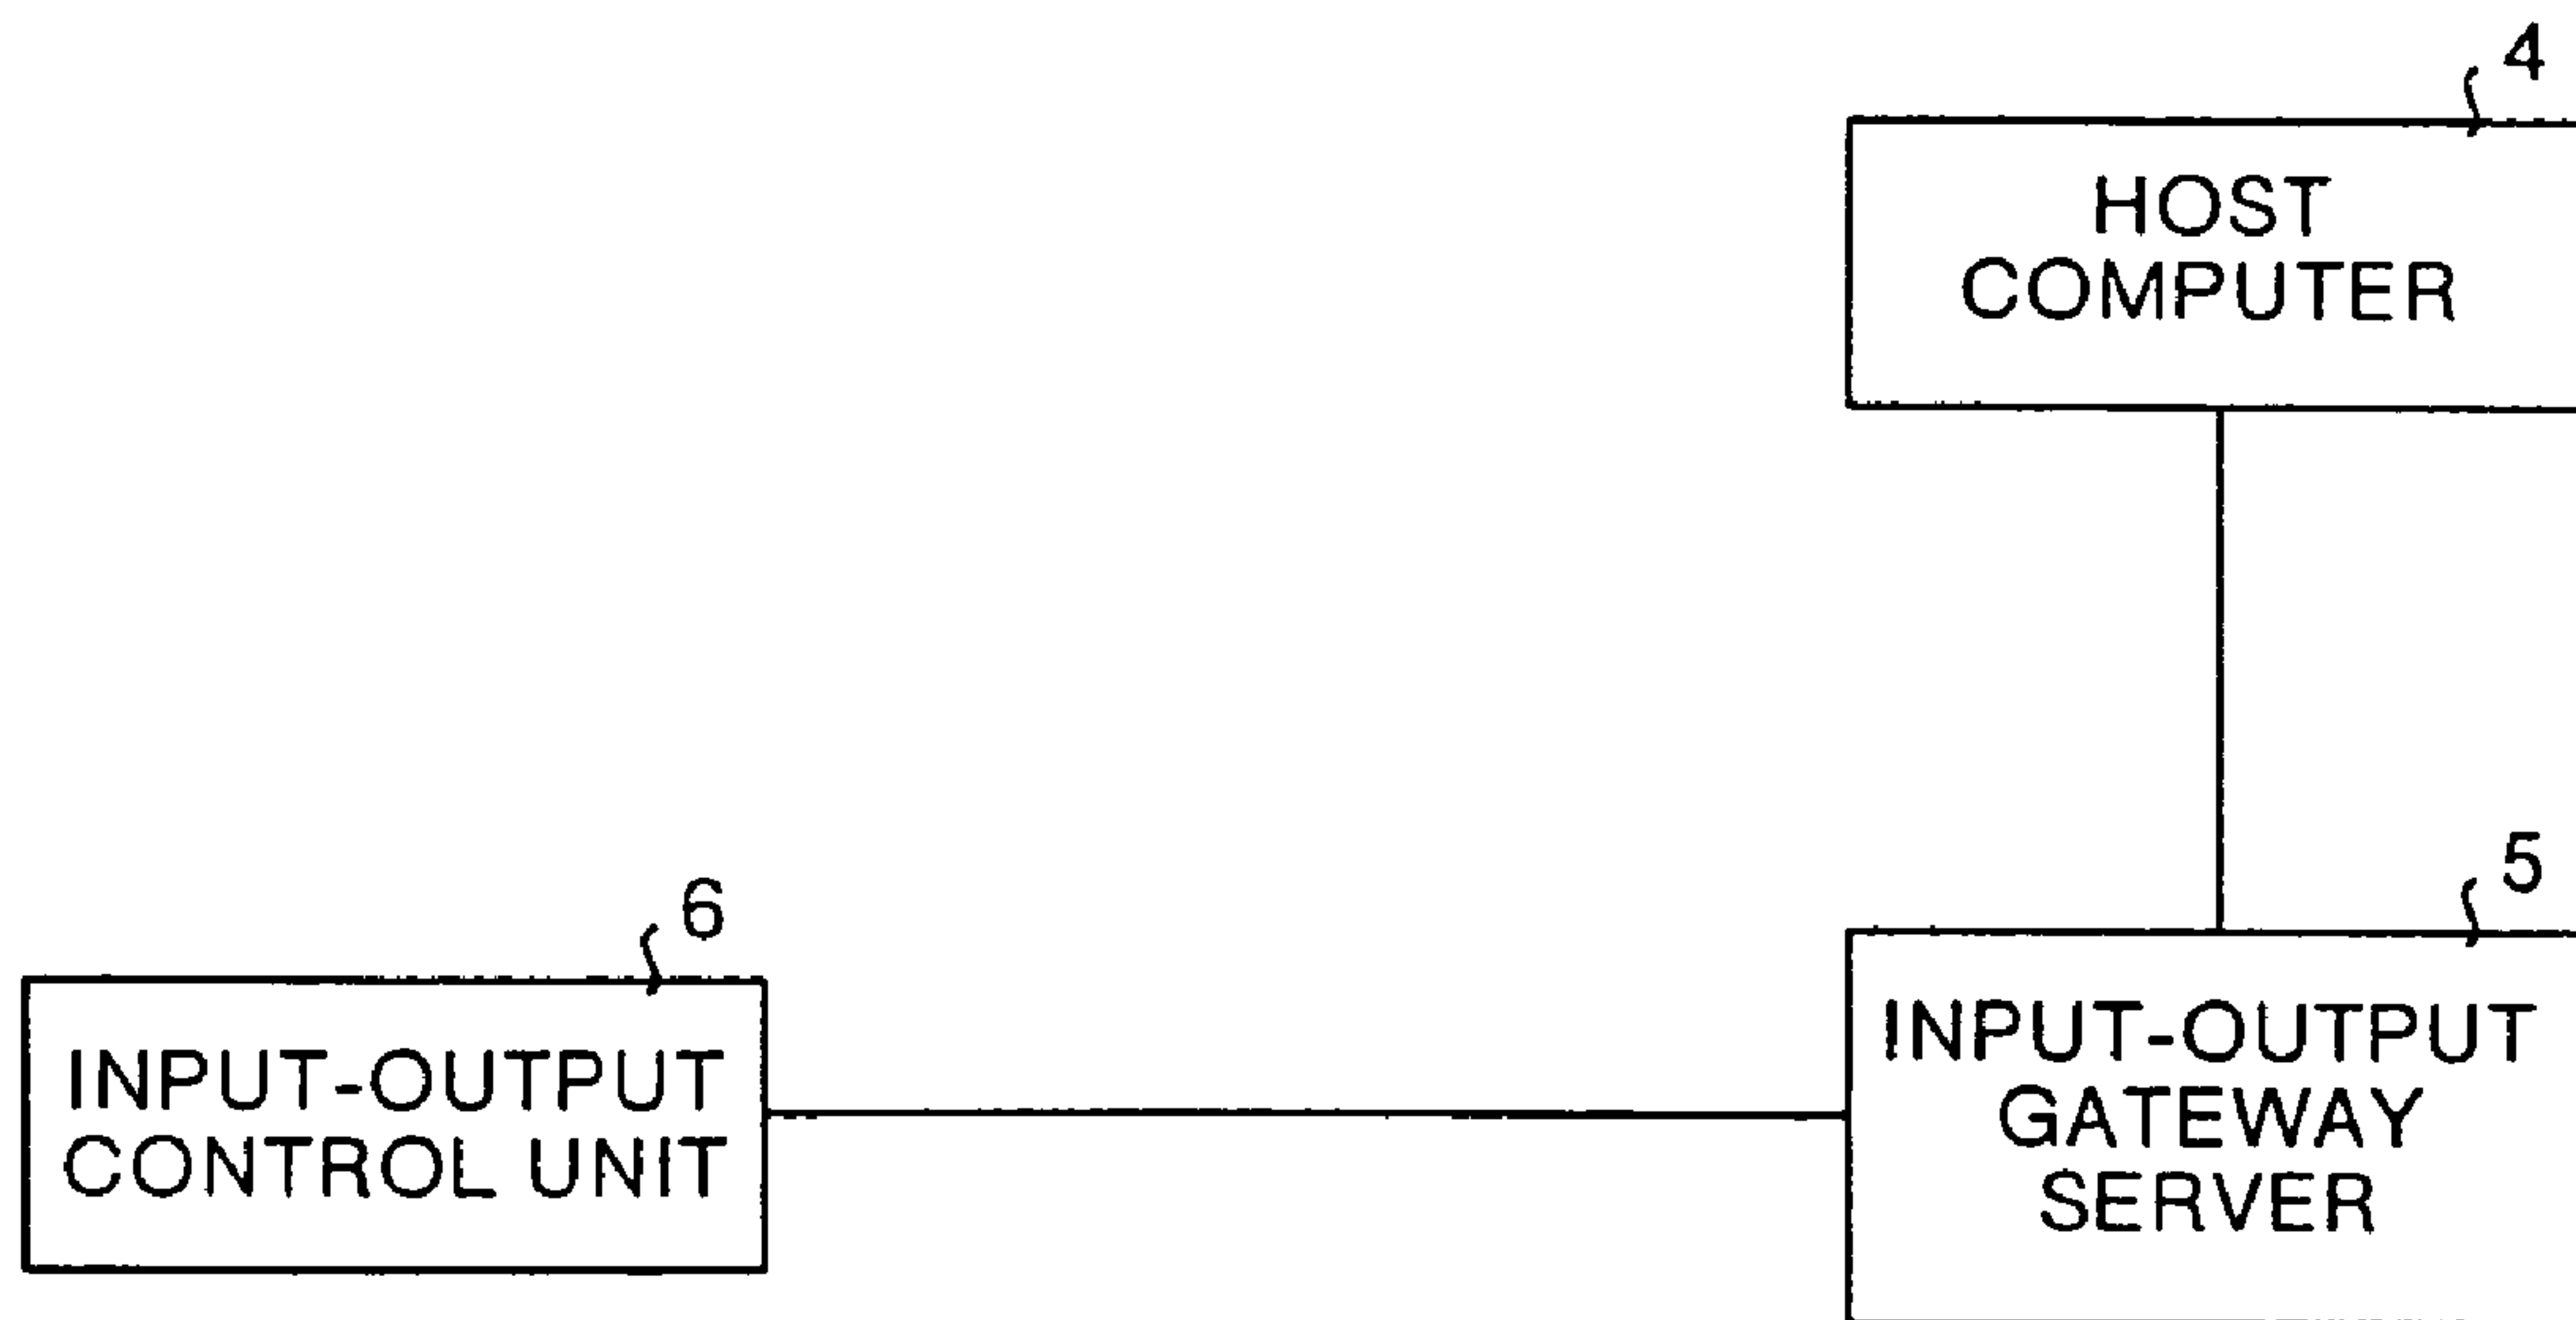 4
HOST
COMPUTER
5
INPUT-OUTPUT
GATEWAY
SERVER
6
INPUT-OUTPUT
CONTROL UNIT